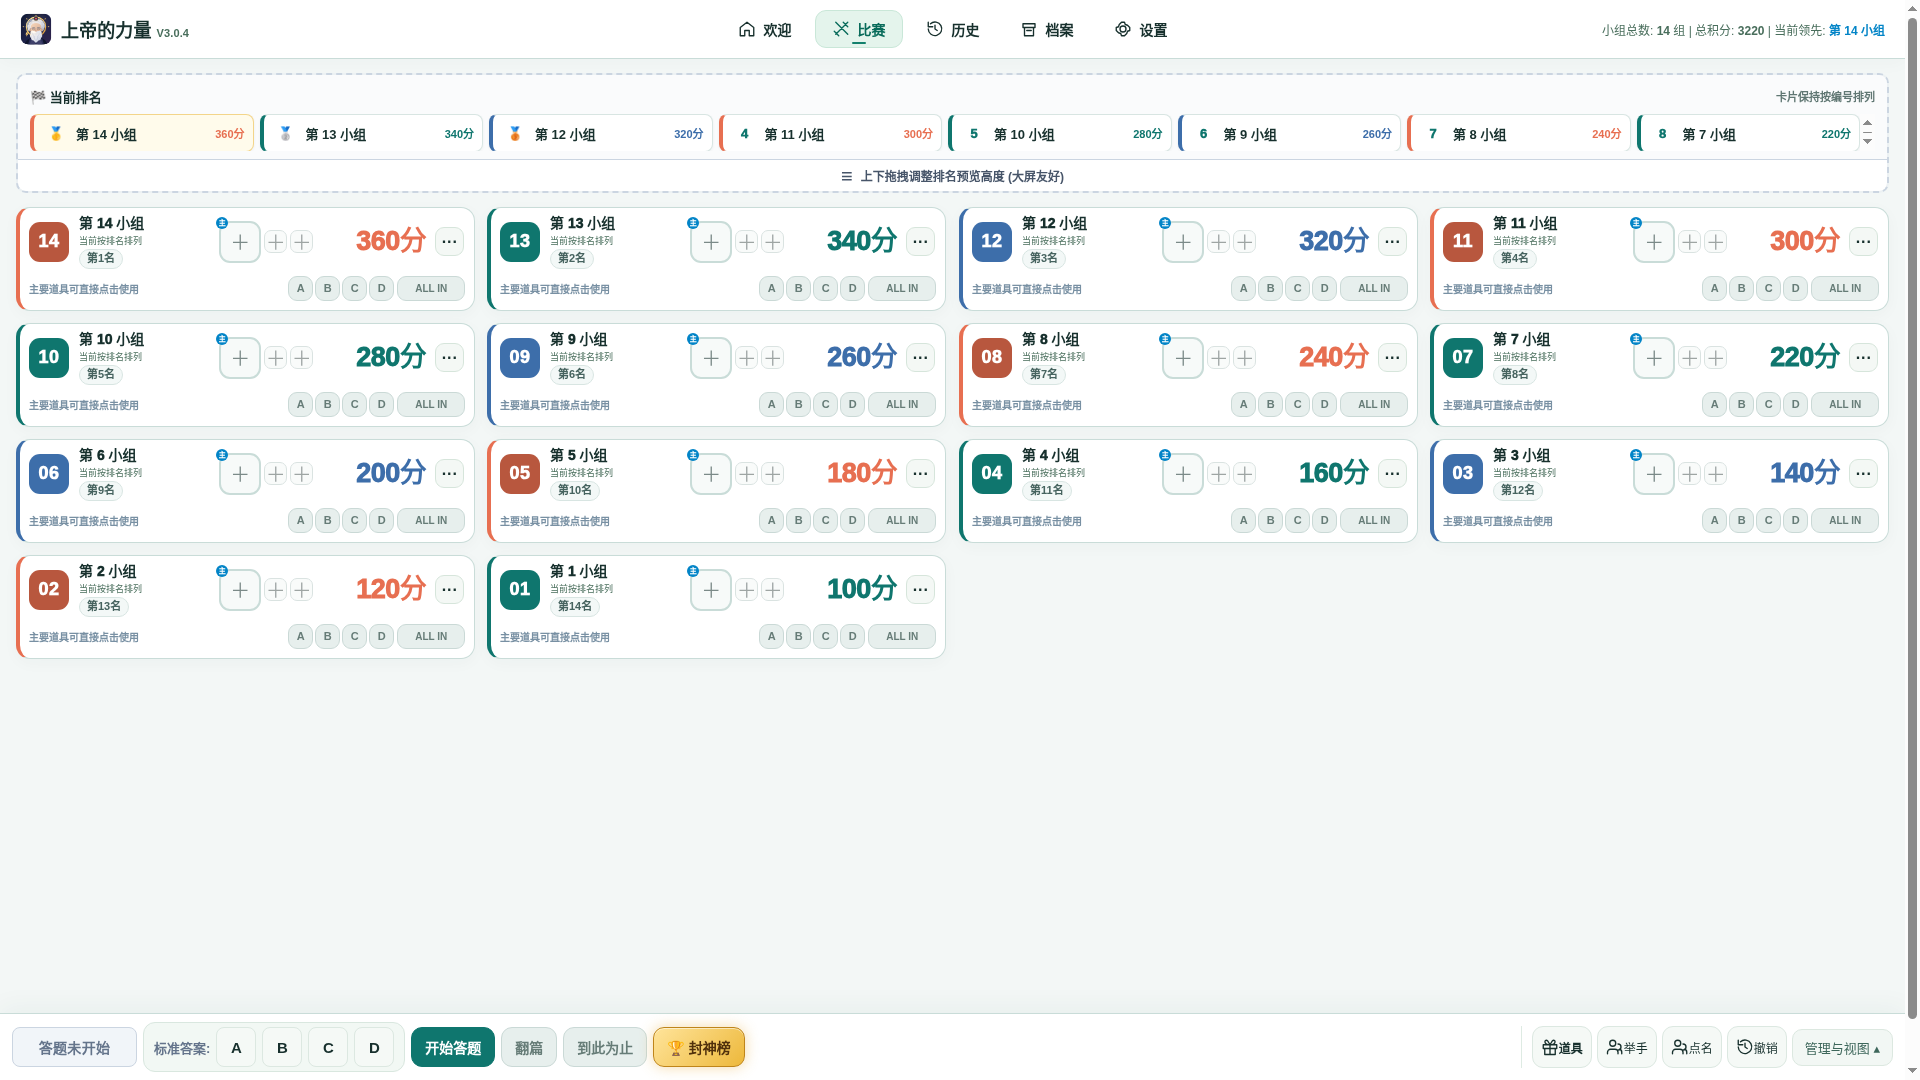 上帝的力量 V3.0.4
欢迎
比赛
历史
档案
设置
小组总数: 14 组 | 总积分: 3220 | 当前领先: 第 14 小组
🏁 当前排名
卡片保持按编号排列
🥇 第 14 小组 360分
🥈 第 13 小组 340分
🥉 第 12 小组 320分
4 第 11 小组 300分
5 第 10 小组 280分
6 第 9 小组 260分
7 第 8 小组 240分
8 第 7 小组 220分
上下拖拽调整排名预览高度 (大屏友好)
14 第 14 小组 当前按排名排列 第1名 主 360分 ...
主要道具可直接点击使用 A B C D ALL IN
13 第 13 小组 当前按排名排列 第2名 主 340分 ...
主要道具可直接点击使用 A B C D ALL IN
12 第 12 小组 当前按排名排列 第3名 主 320分 ...
主要道具可直接点击使用 A B C D ALL IN
11 第 11 小组 当前按排名排列 第4名 主 300分 ...
主要道具可直接点击使用 A B C D ALL IN
10 第 10 小组 当前按排名排列 第5名 主 280分 ...
主要道具可直接点击使用 A B C D ALL IN
09 第 9 小组 当前按排名排列 第6名 主 260分 ...
主要道具可直接点击使用 A B C D ALL IN
08 第 8 小组 当前按排名排列 第7名 主 240分 ...
主要道具可直接点击使用 A B C D ALL IN
07 第 7 小组 当前按排名排列 第8名 主 220分 ...
主要道具可直接点击使用 A B C D ALL IN
06 第 6 小组 当前按排名排列 第9名 主 200分 ...
主要道具可直接点击使用 A B C D ALL IN
05 第 5 小组 当前按排名排列 第10名 主 180分 ...
主要道具可直接点击使用 A B C D ALL IN
04 第 4 小组 当前按排名排列 第11名 主 160分 ...
主要道具可直接点击使用 A B C D ALL IN
03 第 3 小组 当前按排名排列 第12名 主 140分 ...
主要道具可直接点击使用 A B C D ALL IN
02 第 2 小组 当前按排名排列 第13名 主 120分 ...
主要道具可直接点击使用 A B C D ALL IN
01 第 1 小组 当前按排名排列 第14名 主 100分 ...
主要道具可直接点击使用 A B C D ALL IN
答题未开始
标准答案: A B C D
开始答题
翻篇
到此为止
🏆 封神榜
道具
举手
点名
撤销
管理与视图 ▴